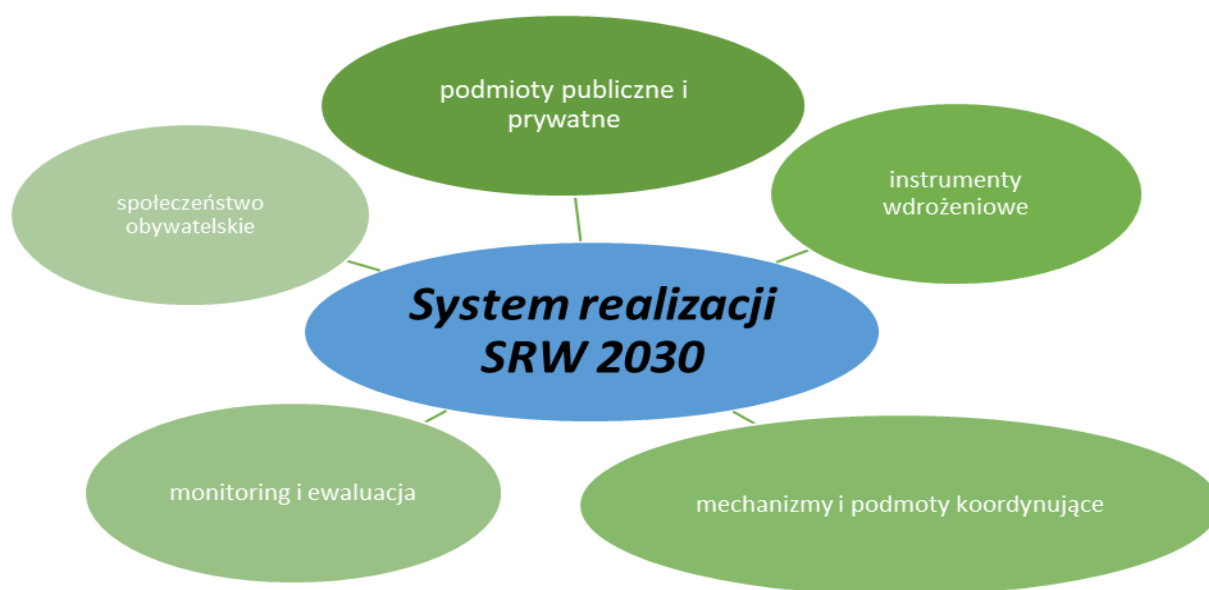 podmioty publiczne i
prywatne
instrumenty
wdrożeniowe
społeczeństwo
obywatelskie
System realizacji
SRW 2030
monitoring i ewaluacja
mechanizmy i podmoty koordynujące